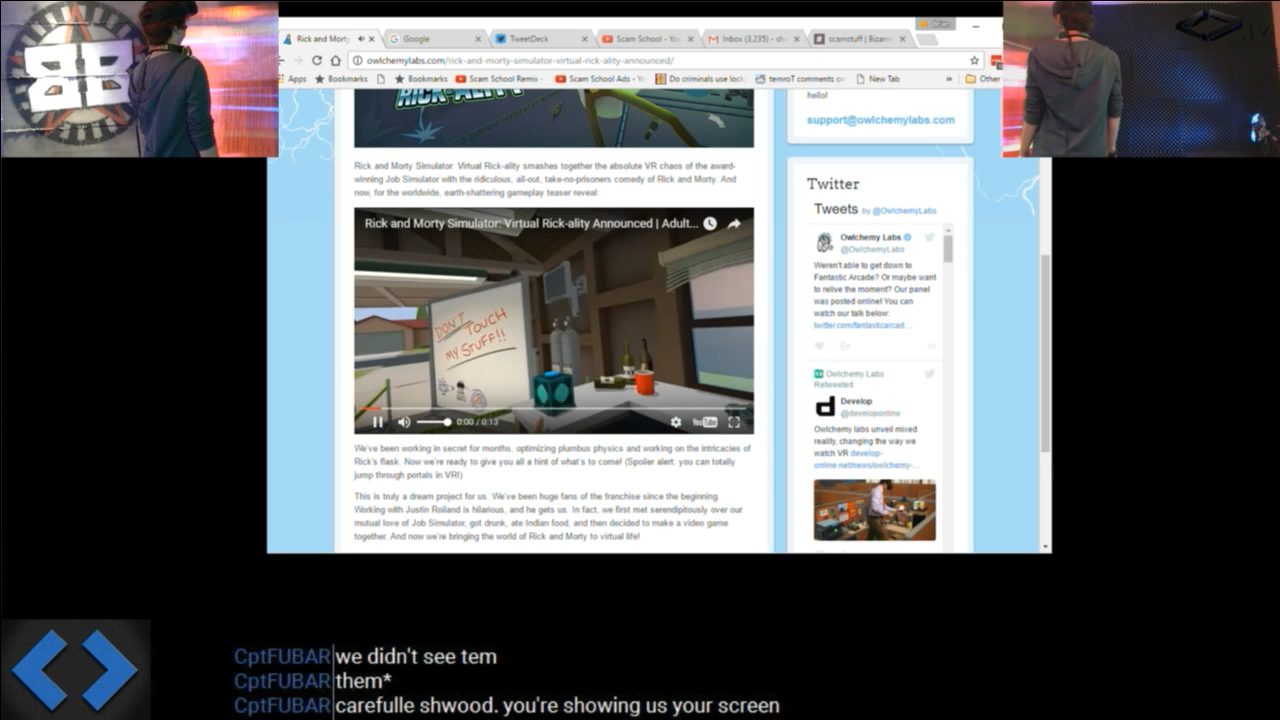 Rick and Morty
Google
TweetDeck
Scam School - You
Inbox (3,235) - sh
scamstuff | Bizarre
owlchemylabs.com/rick-and-morty-simulator-virtual-rick-ality-announced/
Apps
Bookmarks
Bookmarks
Scam School Remix -
Scam School Ads - Yo
Do criminals use lock
temroT comments on
New Tab
»
Other
BB
RICK-ALITY
hello!
support@owlchemylabs.com
Rick and Morty Simulator: Virtual Rick-ality smashes together the absolute VR chaos of the award-
winning Job Simulator with the ridiculous, all-out, take-no-prisoners comedy of Rick and Morty. And
now, for the worldwide, earth-shattering gameplay teaser reveal:
Rick and Morty Simulator: Virtual Rick-ality Announced | Adult...
DON'T TOUCH
MY STUFF!!
0:00 / 0:13
YouTube
We've been working in secret for months, optimizing plumbus physics and working on the intricacies of
Rick's flask. Now we're ready to give you all a hint of what's to come! (Spoiler alert: you can totally
jump through portals in VR!)
This is truly a dream project for us. We've been huge fans of the franchise since the beginning.
Working with Justin Roiland is hilarious, and he gets us. In fact, we first met serendipitously over our
mutual love of Job Simulator, got drunk, ate Indian food, and then decided to make a video game
together. And now we're bringing the world of Rick and Morty to virtual life!
Twitter
Tweets by @OwlchemyLabs
Owlchemy Labs
@OwlchemyLabs
Weren't able to get down to
Fantastic Arcade? Or maybe want
to relive the moment? Our panel
was posted online! You can
watch our talk below:
twitter.com/fantasticarcad...
Owlchemy Labs
Retweeted
Develop
@developonline
Owlchemy labs unveil mixed
reality, changing the way we
watch VR develop-
online.net/news/owlchemy-...
CptFUBAR we didn't see tem
CptFUBAR them*
CptFUBAR carefulle shwood. you're showing us your screen